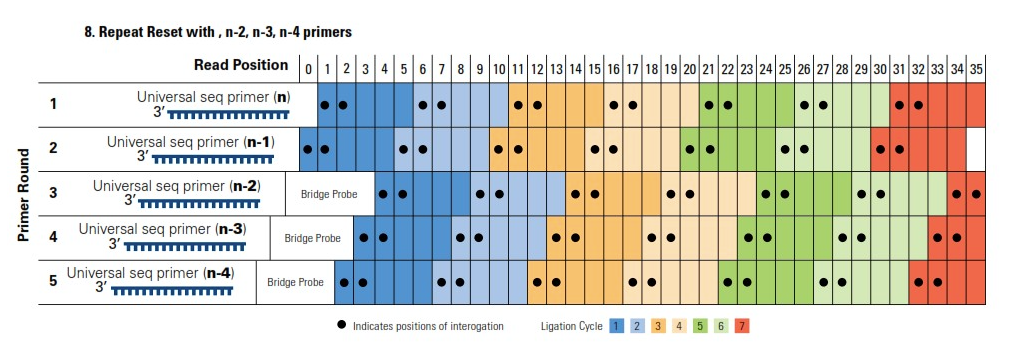 8. Repeat Reset with , n-2, n-3, n-4 primers
Read Position 0 1 2 3 4 5 6 7 8 9 10 11 12 13 14 15 16 17 18 19 20 21 22 23 24 25 26 27 28 29 30 31 32 33 34 35
Primer Round
1 Universal seq primer (n)
3′
2 Universal seq primer (n-1)
3′
3 Universal seq primer (n-2)
3′ Bridge Probe
4 Universal seq primer (n-3)
3′ Bridge Probe
5 Universal seq primer (n-4)
3′ Bridge Probe
Indicates positions of interogation Ligation Cycle 1 2 3 4 5 6 7